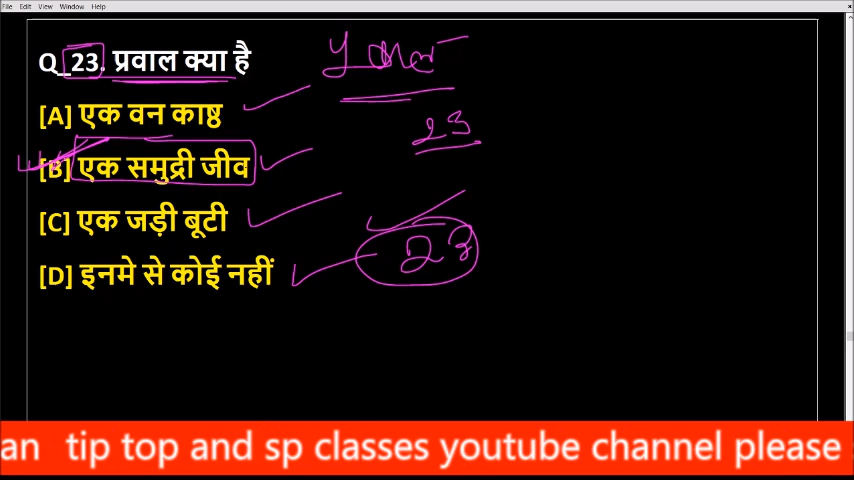 File Edit View Window Help
Q_23. प्रवाल क्या है
[A] एक वन काष्ठ
23
[B] एक समुद्री जीव
[C] एक जड़ी बूटी
23
[D] इनमे से कोई नहीं
an tip top and sp classes youtube channel please